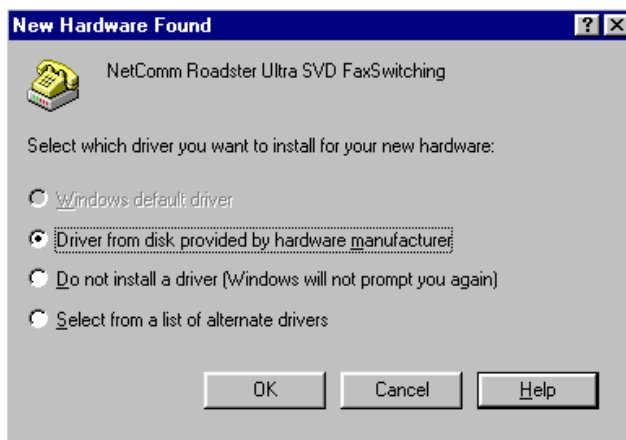 New Hardware Found
NetComm Roadster Ultra SVD FaxSwitching
Select which driver you want to install for your new hardware:
Windows default driver
Driver from disk provided by hardware manufacturer
Do not install a driver (Windows will not prompt you again)
Select from a list of alternate drivers
OK Cancel Help